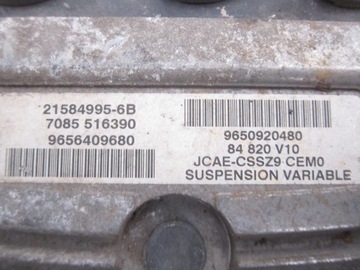 21584995-6B
7085 516390
9656409680
9650920480
84 820 V10
JCAE-CSSZ9 CEM0
SUSPENSION VARIABLE